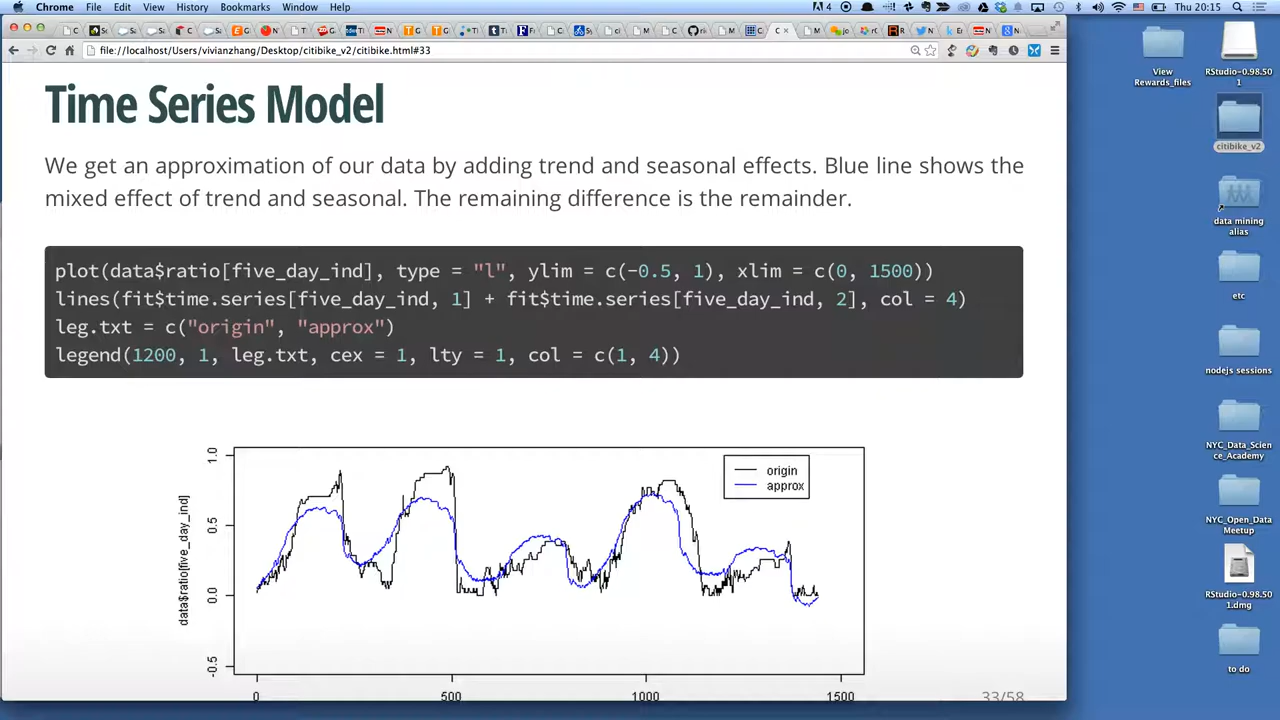 Chrome File Edit View History Bookmarks Window Help
4 Thu 20:15
file://localhost/Users/vivianzhang/Desktop/citibike_v2/citibike.html#33
Time Series Model
We get an approximation of our data by adding trend and seasonal effects. Blue line shows the
mixed effect of trend and seasonal. The remaining difference is the remainder.
plot(data$ratio[five_day_ind], type = "l", ylim = c(-0.5, 1), xlim = c(0, 1500))
lines(fit$time.series[five_day_ind, 1] + fit$time.series[five_day_ind, 2], col = 4)
leg.txt = c("origin", "approx")
legend(1200, 1, leg.txt, cex = 1, lty = 1, col = c(1, 4))
data$ratio[five_day_ind]
1.0
0.5
0.0
-0.5
origin
approx
0 500 1000 1500
33/58
View
Rewards_files
RStudio-0.98.50
1
citibike_v2
data mining
alias
etc
nodejs sessions
NYC_Data_Scie
nce_Academy
NYC_Open_Data
Meetup
RStudio-0.98.50
1.dmg
to do